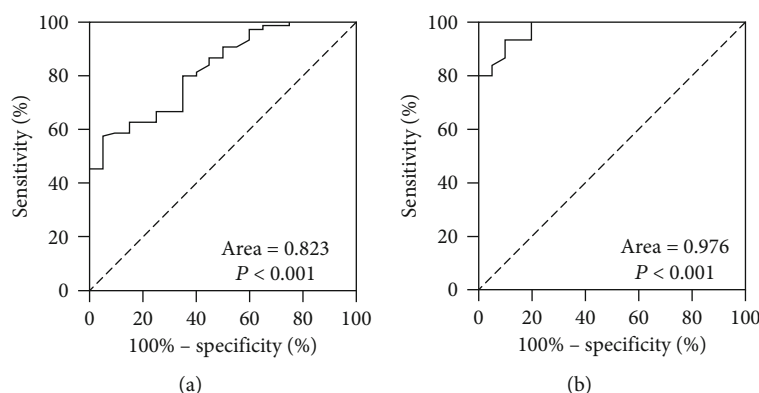 100
80
60
40
20
0
Sensitivity (%)
Area = 0.823
P < 0.001
0 20 40 60 80 100
100% – specificity (%)
(a)
100
80
60
40
20
0
Sensitivity (%)
Area = 0.976
P < 0.001
0 20 40 60 80 100
100% – specificity (%)
(b)